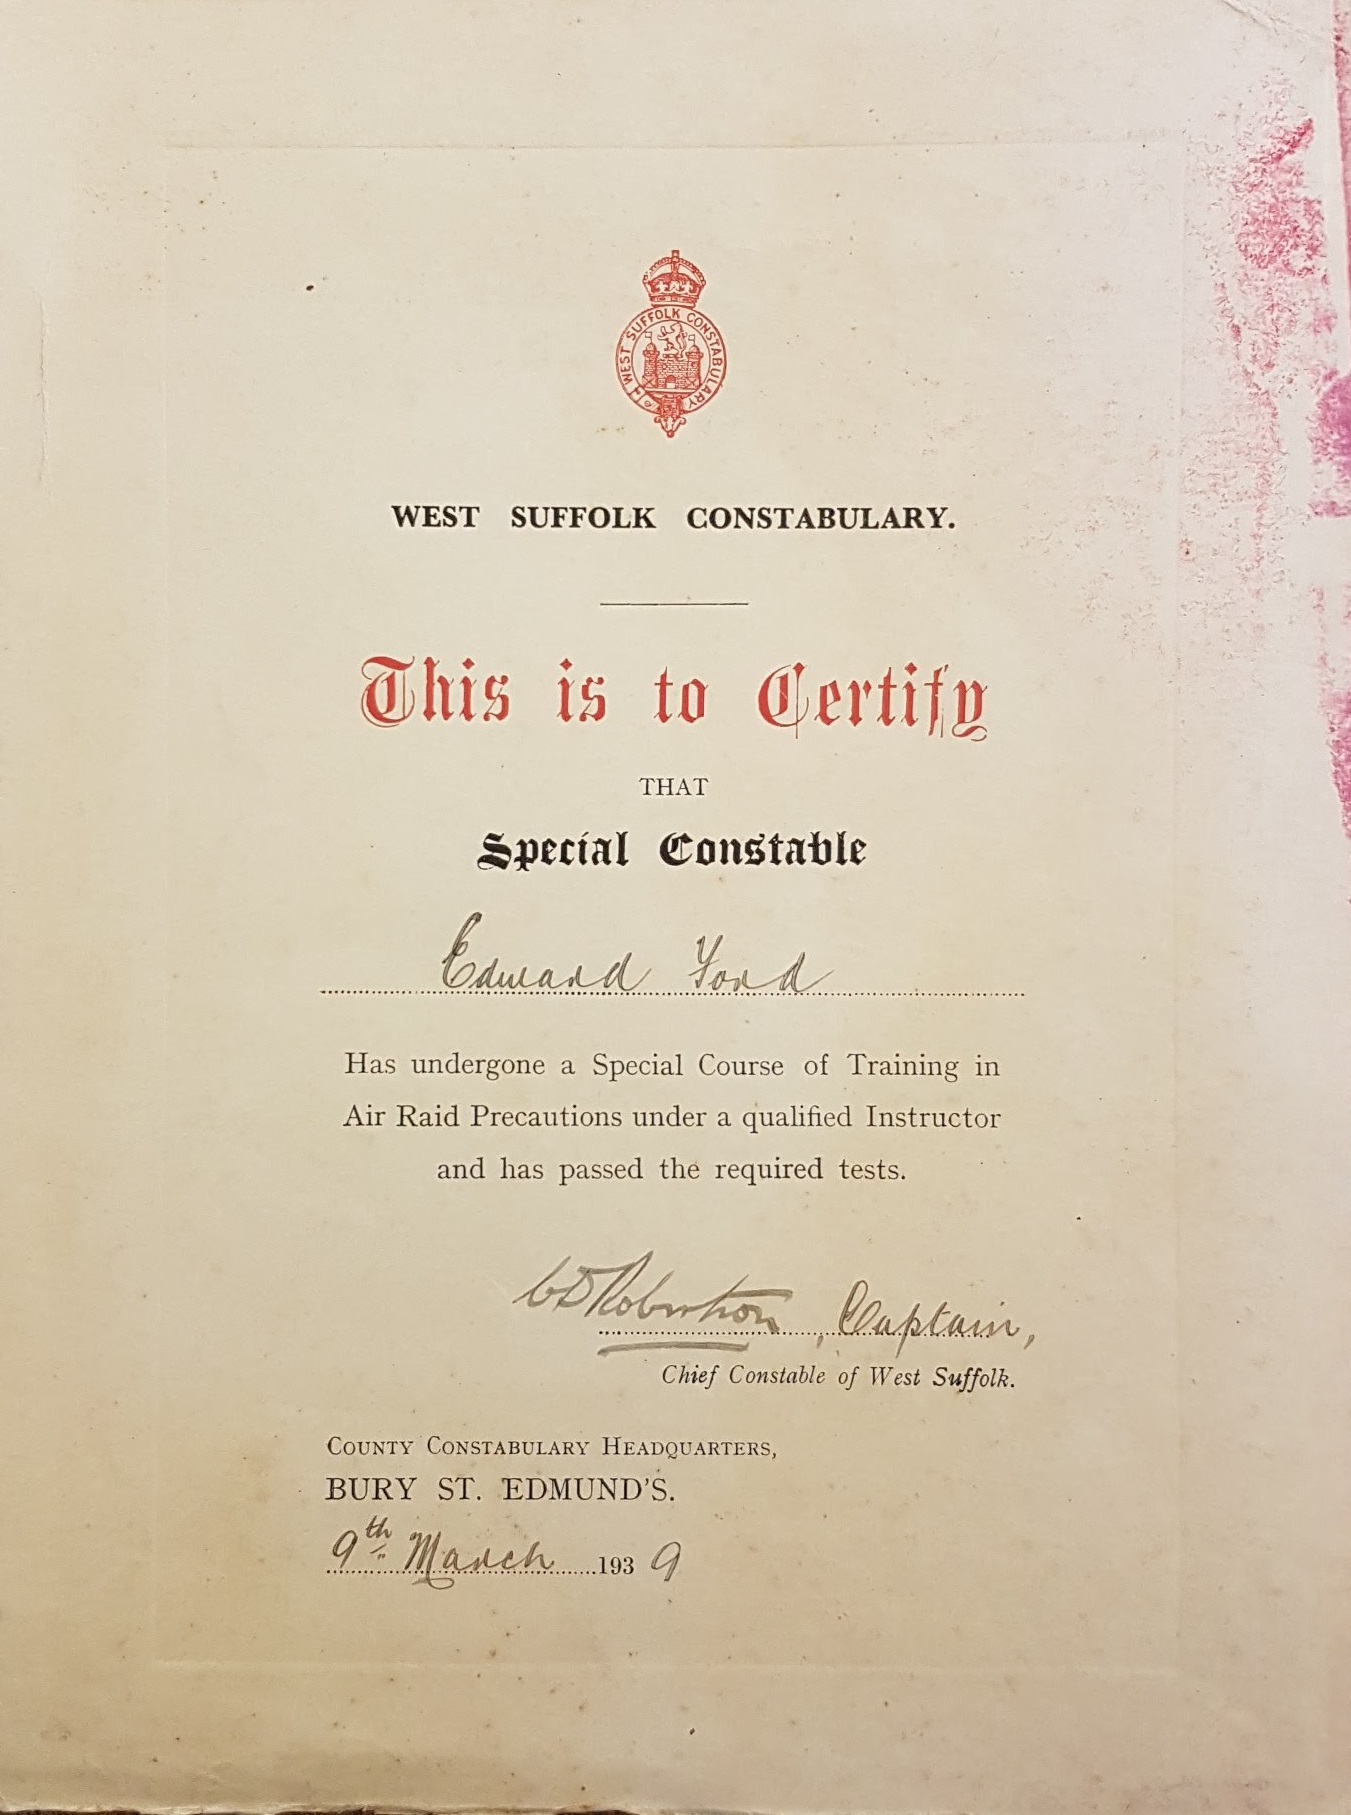 WEST SUFFOLK CONSTABULARY
WEST SUFFOLK CONSTABULARY.
This is to Certify
THAT
Special Constable
Edward Ford
Has undergone a Special Course of Training in
Air Raid Precautions under a qualified Instructor
and has passed the required tests.
Robertson, Captain,
Chief Constable of West Suffolk.
COUNTY CONSTABULARY HEADQUARTERS,
BURY ST. EDMUND'S.
9th March 1939